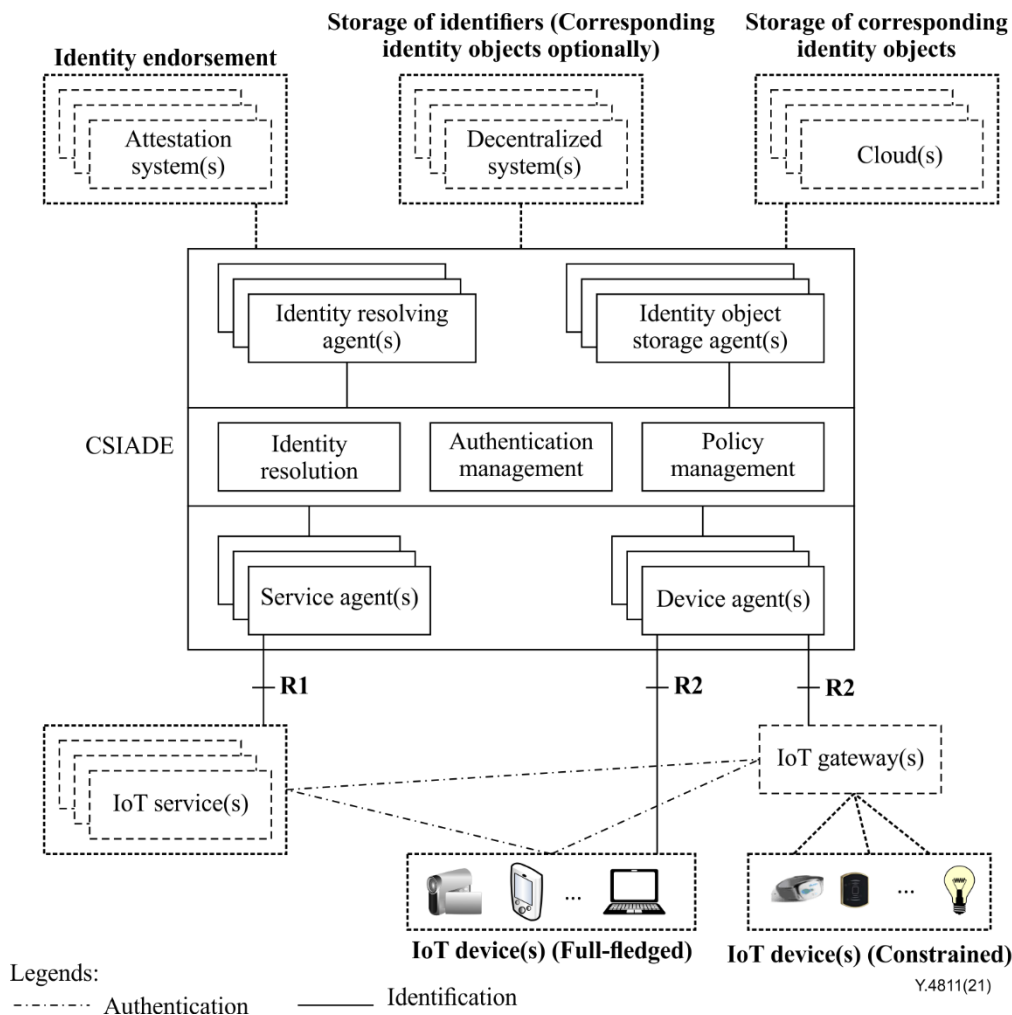 Identity endorsement
Storage of identifiers (Corresponding
identity objects optionally)
Storage of corresponding
identity objects
Attestation
system(s)
Decentralized
system(s)
Cloud(s)
Identity resolving
agent(s)
Identity object
storage agent(s)
CSIADE
Identity
resolution
Authentication
management
Policy
management
Service agent(s)
Device agent(s)
R1
R2
R2
IoT service(s)
IoT gateway(s)
...
...
IoT device(s) (Full-fledged)
IoT device(s) (Constrained)
Legends:
Authentication
Identification
Y.4811(21)